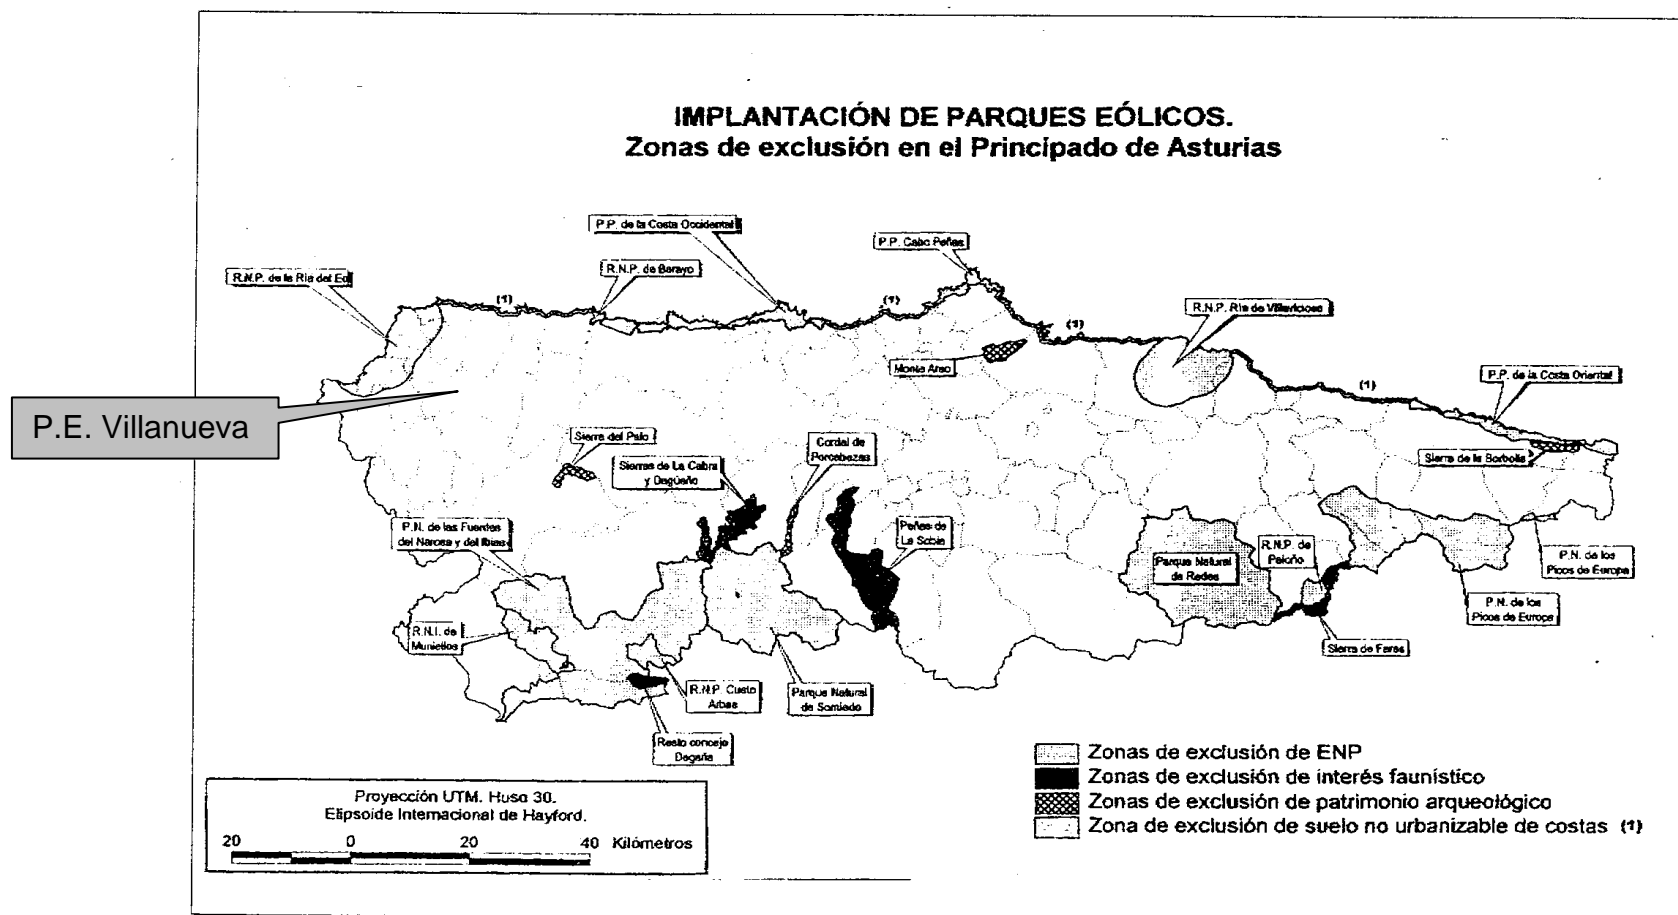 IMPLANTACIÓN DE PARQUES EÓLICOS.
Zonas de exclusión en el Principado de Asturias
P.P. de la Costa Occidental
P.P. Cabo Peñas
R.N.P. de la Ria del Eo
R.N.P. de Barayo
(1)
(1)
(1)
R.N.P. Ria de Villaviciosa
Monte Areo
(1)
P.P. de la Costa Oriental
P.E. Villanueva
Sierra del Palo
Sierras de La Cabra
y Degüeño
Cordal de
Porcabezas
Sierra de la Borbolla
P.N. de las Fuentes
del Narcea y del Ibias
Peñas de
La Sobia
Parque Natural
de Redes
R.N.P. de
Peloño
P.N. de los
Picos de Europa
P.N. de los
Picos de Europa
R.N.I. de
Muniellos
Sierra de
R.N.P. Cueto
Arbas
Parque Natural
de Somiedo
Resto concejo
Degaña
Zonas de exclusión de ENP
Zonas de exclusión de interés faunístico
Zonas de exclusión de patrimonio arqueológico
Zona de exclusión de suelo no urbanizable de costas (1)
Proyección UTM. Huso 30.
Elipsoide Internacional de Hayford.
20 0 20 40 Kilómetros